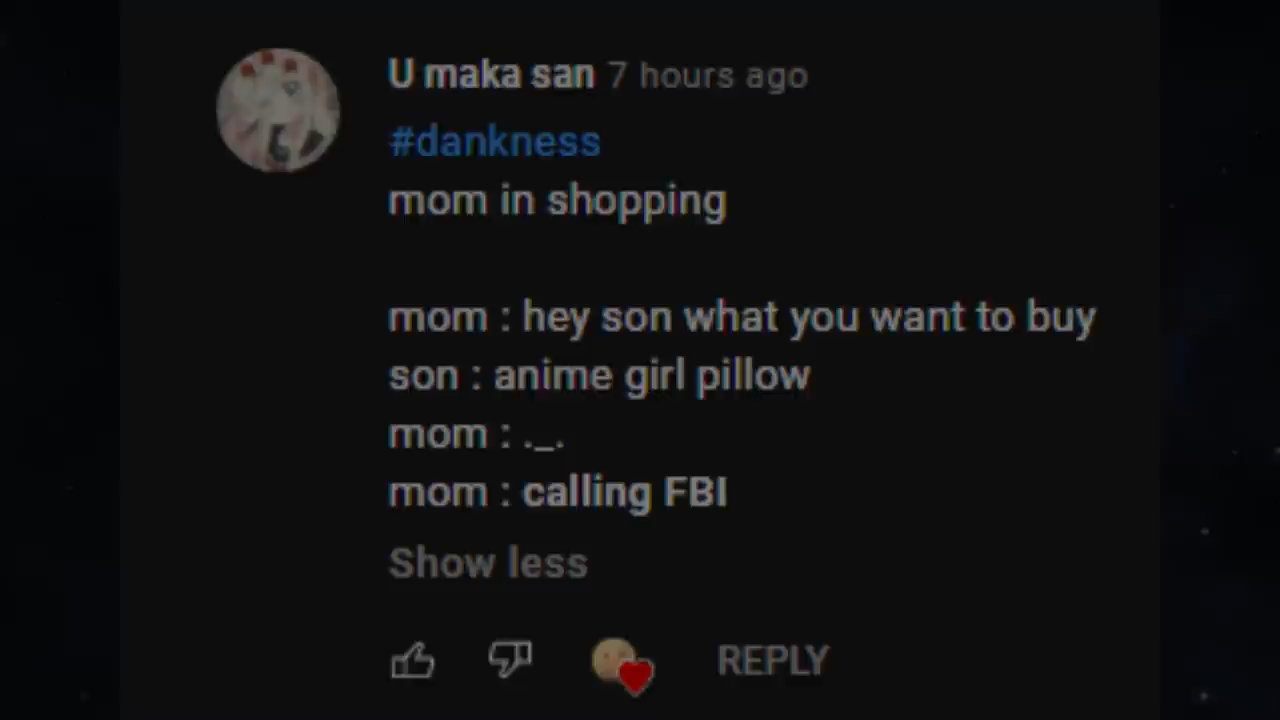 U maka san 7 hours ago
#dankness
mom in shopping
mom : hey son what you want to buy
son : anime girl pillow
mom : ._.
mom : calling FBI
Show less
REPLY